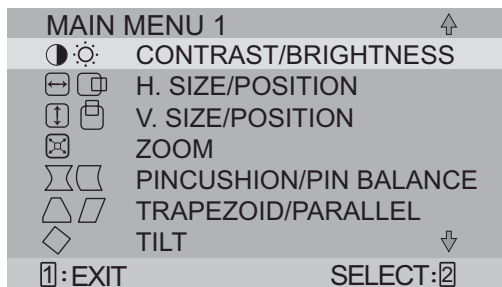 MAIN MENU 1
CONTRAST/BRIGHTNESS
H. SIZE/POSITION
V. SIZE/POSITION
ZOOM
PINCUSHION/PIN BALANCE
TRAPEZOID/PARALLEL
TILT
1:EXIT SELECT:2